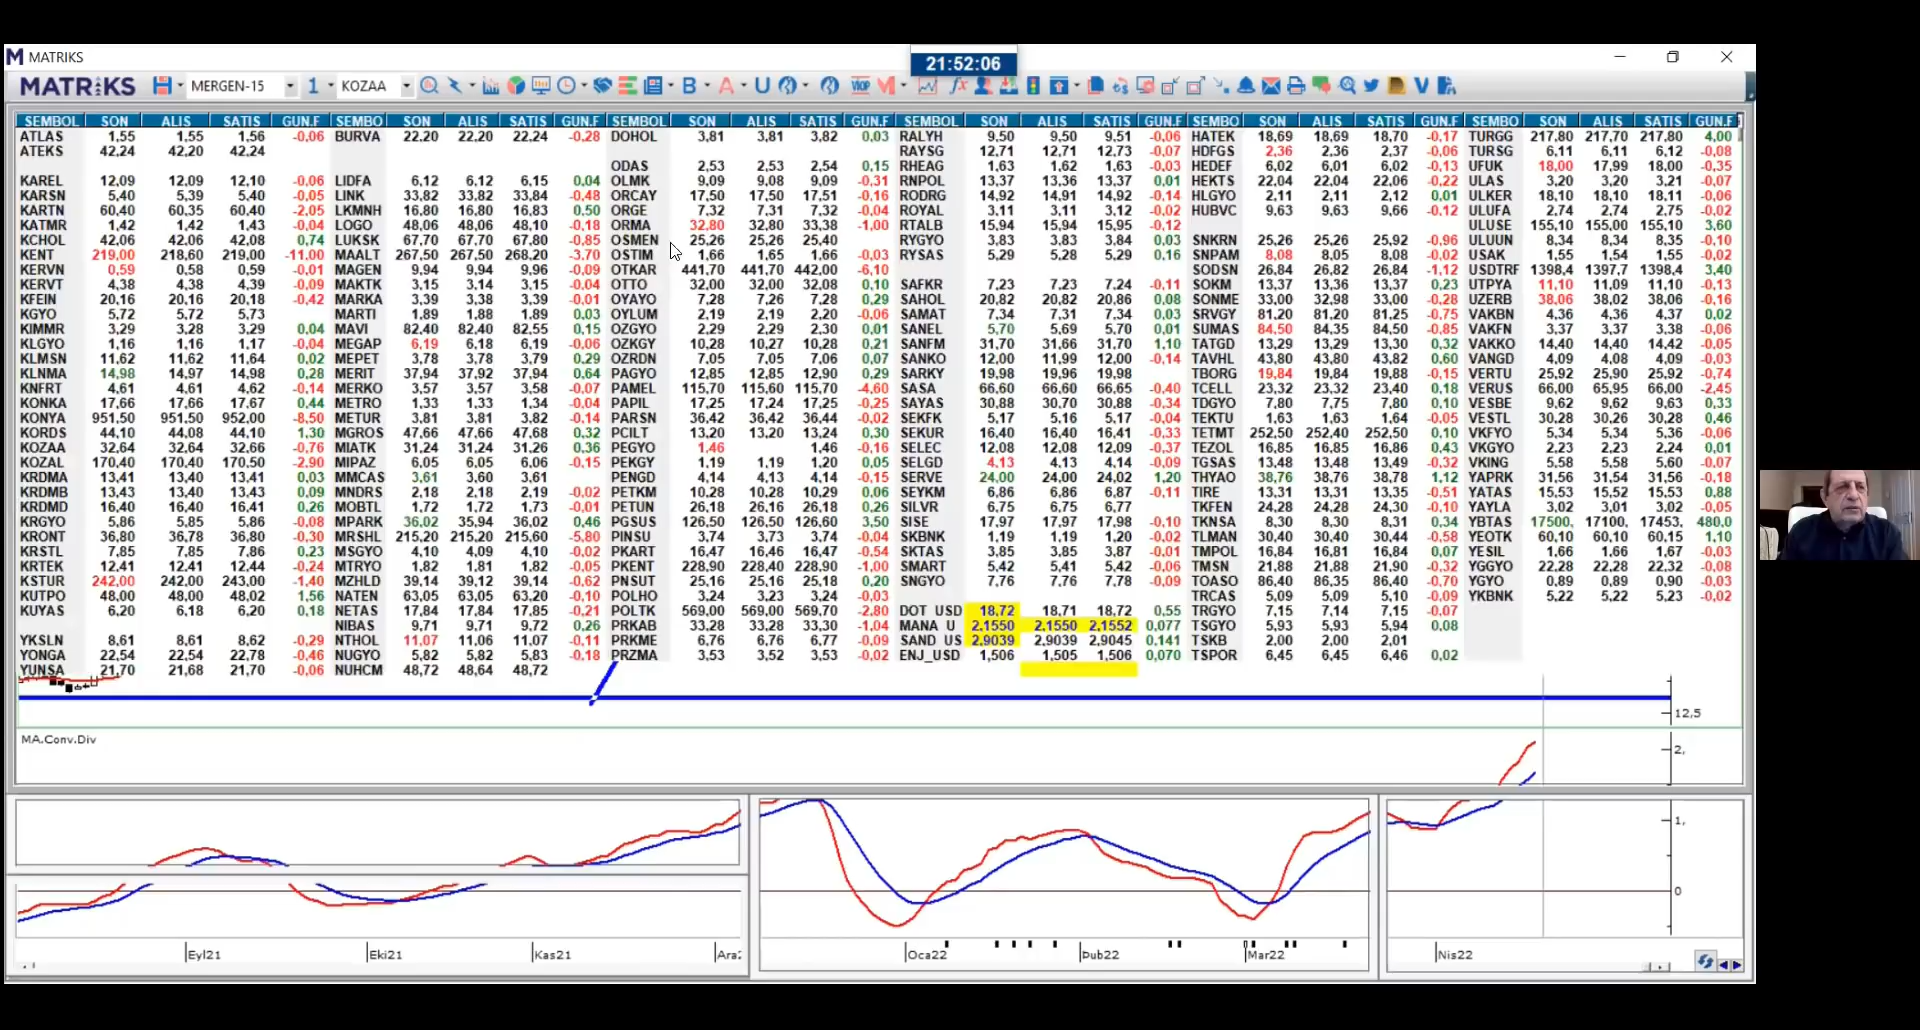 MATRIKS
21:52:06
MATRIKS MERGEN-15 1 KOZAA B A U VIOP M fx V
SEMBOL SON ALIS SATIS GUN.F SEMBO SON ALIS SATIS GUN.F SEMBOL SON ALIS SATIS GUN.F SEMBOL SON ALIS SATIS GUN.F SEMBO SON ALIS SATIS GUN.F SEMBO SON ALIS SATIS GUN.F
ATLAS 1,55 1,55 1,56 -0,06 BURVA 22,20 22,20 22,24 -0,28 DOHOL 3,81 3,81 3,82 0,03 RALYH 9,50 9,50 9,51 -0,06 HATEK 18,69 18,69 18,70 -0,17 TURGG 217,80 217,70 217,80 4,00
ATEKS 42,24 42,20 42,24 RAYSG 12,71 12,71 12,73 -0,07 HDFGS 2,36 2,36 2,37 -0,06 TURSG 6,11 6,11 6,12 -0,08
ODAS 2,53 2,53 2,54 0,15 RHEAG 1,63 1,62 1,63 -0,03 HEDEF 6,02 6,01 6,02 -0,13 UFUK 18,00 17,99 18,00 -0,35
KAREL 12,09 12,09 12,10 -0,06 LIDFA 6,12 6,12 6,15 0,04 OLMK 9,09 9,08 9,09 -0,31 RNPOL 13,37 13,36 13,37 0,01 HEKTS 22,04 22,04 22,06 -0,22 ULAS 3,20 3,20 3,21 -0,07
KARSN 5,40 5,39 5,40 -0,05 LINK 33,82 33,82 33,84 -0,48 ORCAY 17,50 17,50 17,51 -0,16 RODRG 14,92 14,91 14,92 -0,14 HLGYO 2,11 2,11 2,12 0,01 ULKER 18,10 18,10 18,11 -0,06
KARTN 60,40 60,35 60,40 -2,05 LKMNH 16,80 16,80 16,83 0,50 ORGE 7,32 7,31 7,32 -0,04 ROYAL 3,11 3,11 3,12 -0,02 HUBVC 9,63 9,63 9,66 -0,12 ULUFA 2,74 2,74 2,75 -0,02
KATMR 1,42 1,42 1,43 -0,04 LOGO 48,06 48,06 48,10 -0,18 ORMA 32,80 32,80 33,38 -1,00 RTALB 15,94 15,94 15,95 -0,12 ULUSE 155,10 155,00 155,10 3,60
KCHOL 42,06 42,06 42,08 0,74 LUKSK 67,70 67,70 67,80 -0,85 OSMEN 25,26 25,26 25,40 RYGYO 3,83 3,83 3,84 0,03 SNKRN 25,26 25,26 25,92 -0,96 ULUUN 8,34 8,34 8,35 -0,10
KENT 219,00 218,60 219,00 -11,00 MAALT 267,50 267,50 268,20 -3,70 OSTIM 1,66 1,65 1,66 -0,03 RYSAS 5,29 5,28 5,29 0,16 SNPAM 8,08 8,05 8,08 -0,02 USAK 1,55 1,54 1,55 -0,02
KERVN 0,59 0,58 0,59 -0,01 MAGEN 9,94 9,94 9,96 -0,09 OTKAR 441,70 441,70 442,00 -6,10 SODSN 26,84 26,82 26,84 -1,12 USDTRF 1398,4 1397,7 1398,4 3,40
KERVT 4,38 4,38 4,39 -0,09 MAKTK 3,15 3,14 3,15 -0,04 OTTO 32,00 32,00 32,08 0,10 SAFKR 7,23 7,23 7,24 -0,11 SOKM 13,37 13,36 13,37 0,23 UTPYA 11,10 11,09 11,10 -0,13
KFEIN 20,16 20,16 20,18 -0,42 MARKA 3,39 3,38 3,39 -0,01 OYAYO 7,28 7,26 7,28 0,29 SAHOL 20,82 20,82 20,86 0,08 SONME 33,00 32,98 33,00 -0,28 UZERB 38,06 38,02 38,06 -0,16
KGYO 5,72 5,72 5,73 MARTI 1,89 1,88 1,89 0,03 OYLUM 2,19 2,19 2,20 -0,06 SAMAT 7,34 7,31 7,34 0,03 SRVGY 81,20 81,20 81,25 -0,75 VAKBN 4,36 4,36 4,37 0,02
KIMMR 3,29 3,28 3,29 0,04 MAVI 82,40 82,40 82,55 0,15 OZGYO 2,29 2,29 2,30 0,01 SANEL 5,70 5,69 5,70 0,01 SUMAS 84,50 84,35 84,50 -0,85 VAKFN 3,37 3,37 3,38 -0,06
KLGYO 1,16 1,16 1,17 -0,04 MEGAP 6,19 6,18 6,19 -0,06 OZKGY 10,28 10,27 10,28 0,21 SANFM 31,70 31,66 31,70 1,10 TATGD 13,29 13,29 13,30 0,32 VAKKO 14,40 14,40 14,42 -0,05
KLMSN 11,62 11,62 11,64 0,02 MEPET 3,78 3,78 3,79 0,29 OZRDN 7,05 7,05 7,06 0,07 SANKO 12,00 11,99 12,00 -0,14 TAVHL 43,80 43,80 43,82 0,60 VANGD 4,09 4,08 4,09 -0,03
KLNMA 14,98 14,97 14,98 0,28 MERIT 37,94 37,92 37,94 0,64 PAGYO 12,85 12,85 12,90 0,29 SARKY 19,98 19,96 19,98 TBORG 19,84 19,84 19,88 -0,15 VERTU 25,92 25,90 25,92 -0,74
KNFRT 4,61 4,61 4,62 -0,14 MERKO 3,57 3,57 3,58 -0,07 PAMEL 115,70 115,60 115,70 -4,60 SASA 66,60 66,60 66,65 -0,40 TCELL 23,32 23,32 23,40 0,18 VERUS 66,00 65,95 66,00 -2,45
KONKA 17,66 17,66 17,67 0,44 METRO 1,33 1,33 1,34 -0,04 PAPIL 17,25 17,24 17,25 -0,25 SAYAS 30,88 30,70 30,88 -0,34 TDGYO 7,80 7,75 7,80 0,10 VESBE 9,62 9,62 9,63 0,33
KONYA 951,50 951,50 952,00 -8,50 METUR 3,81 3,81 3,82 -0,14 PARSN 36,42 36,42 36,44 -0,02 SEKFK 5,17 5,16 5,17 -0,04 TEKTU 1,63 1,63 1,64 -0,05 VESTL 30,28 30,26 30,28 0,46
KORDS 44,10 44,08 44,10 1,30 MGROS 47,66 47,66 47,68 0,32 PCILT 13,20 13,20 13,24 0,30 SEKUR 16,40 16,40 16,41 -0,33 TETMT 252,50 252,40 252,50 0,10 VKFYO 5,34 5,34 5,36 -0,06
KOZAA 32,64 32,64 32,66 -0,76 MIATK 31,24 31,24 31,26 0,36 PEGYO 1,46 1,46 -0,16 SELEC 12,08 12,08 12,09 -0,37 TEZOL 16,85 16,85 16,86 0,43 VKGYO 2,23 2,23 2,24 0,01
KOZAL 170,40 170,40 170,50 -2,90 MIPAZ 6,05 6,05 6,06 -0,15 PEKGY 1,19 1,19 1,20 0,05 SELGD 4,13 4,13 4,14 -0,09 TGSAS 13,48 13,48 13,49 -0,32 VKING 5,58 5,58 5,60 -0,07
KRDMA 13,41 13,40 13,41 0,03 MMCAS 3,61 3,60 3,61 PENGD 4,14 4,13 4,14 -0,15 SERVE 24,00 24,00 24,02 1,20 THYAO 38,76 38,76 38,78 1,12 YAPRK 31,56 31,54 31,56 -0,18
KRDMB 13,43 13,40 13,43 0,09 MNDRS 2,18 2,18 2,19 -0,02 PETKM 10,28 10,28 10,29 0,06 SEYKM 6,86 6,86 6,87 -0,11 TIRE 13,31 13,31 13,35 -0,51 YATAS 15,53 15,52 15,53 0,88
KRDMD 16,40 16,40 16,41 0,26 MOBTL 1,72 1,72 1,73 -0,01 PETUN 26,18 26,16 26,18 0,26 SILVR 6,75 6,75 6,77 TKFEN 24,28 24,28 24,30 -0,10 YAYLA 3,02 3,01 3,02 -0,05
KRGYO 5,86 5,85 5,86 -0,08 MPARK 36,02 35,94 36,02 0,46 PGSUS 126,50 126,50 126,60 3,50 SISE 17,97 17,97 17,98 -0,10 TKNSA 8,30 8,30 8,31 0,34 YBTAS 17500, 17100, 17453, 480,0
KRONT 36,80 36,78 36,80 -0,30 MRSHL 215,20 215,20 215,60 -5,80 PINSU 3,74 3,73 3,74 -0,04 SKBNK 1,19 1,19 1,20 -0,02 TLMAN 30,40 30,40 30,44 -0,58 YEOTK 60,10 60,10 60,15 1,10
KRSTL 7,85 7,85 7,86 0,23 MSGYO 4,10 4,09 4,10 -0,02 PKART 16,47 16,46 16,47 -0,54 SKTAS 3,85 3,85 3,87 -0,01 TMPOL 16,84 16,81 16,84 0,07 YESIL 1,66 1,66 1,67 -0,03
KRTEK 12,41 12,41 12,44 -0,24 MTRYO 1,82 1,81 1,82 -0,05 PKENT 228,90 228,40 228,90 -1,00 SMART 5,42 5,41 5,42 -0,06 TMSN 21,88 21,88 21,90 -0,32 YGGYO 22,28 22,28 22,32 -0,08
KSTUR 242,00 242,00 243,00 -1,40 MZHLD 39,14 39,12 39,14 -0,62 PNSUT 25,16 25,16 25,18 0,20 SNGYO 7,76 7,76 7,78 -0,09 TOASO 86,40 86,35 86,40 -0,70 YGYO 0,89 0,89 0,90 -0,03
KUTPO 48,00 48,00 48,02 1,56 NATEN 63,05 63,05 63,20 -0,10 POLHO 3,24 3,23 3,24 -0,03 TRCAS 5,09 5,09 5,10 -0,09 YKBNK 5,22 5,22 5,23 -0,02
KUYAS 6,20 6,18 6,20 0,18 NETAS 17,84 17,84 17,85 -0,21 POLTK 569,00 569,00 569,70 -2,80 DOT_USD 18,72 18,71 18,72 0,55 TRGYO 7,15 7,14 7,15 -0,07
NIBAS 9,71 9,71 9,72 0,26 PRKAB 33,28 33,28 33,30 -1,04 MANA U 2,1550 2,1550 2,1552 0,077 TSGYO 5,93 5,93 5,94 0,08
YKSLN 8,61 8,61 8,62 -0,29 NTHOL 11,07 11,06 11,07 -0,11 PRKME 6,76 6,76 6,77 -0,09 SAND US 2,9039 2,9039 2,9045 0,141 TSKB 2,00 2,00 2,01
YONGA 22,54 22,54 22,78 -0,46 NUGYO 5,82 5,82 5,83 -0,18 PRZMA 3,53 3,52 3,53 -0,02 ENJ_USD 1,506 1,505 1,506 0,070 TSPOR 6,45 6,45 6,46 0,02
YUNSA 21,70 21,68 21,70 -0,06 NUHCM 48,72 48,64 48,72
12,5
MA.Conv.Div
2,
1,
0
Eyl21 Eki21 Kas21 Ara2 Oca22 Þub22 Mar22 Nis22